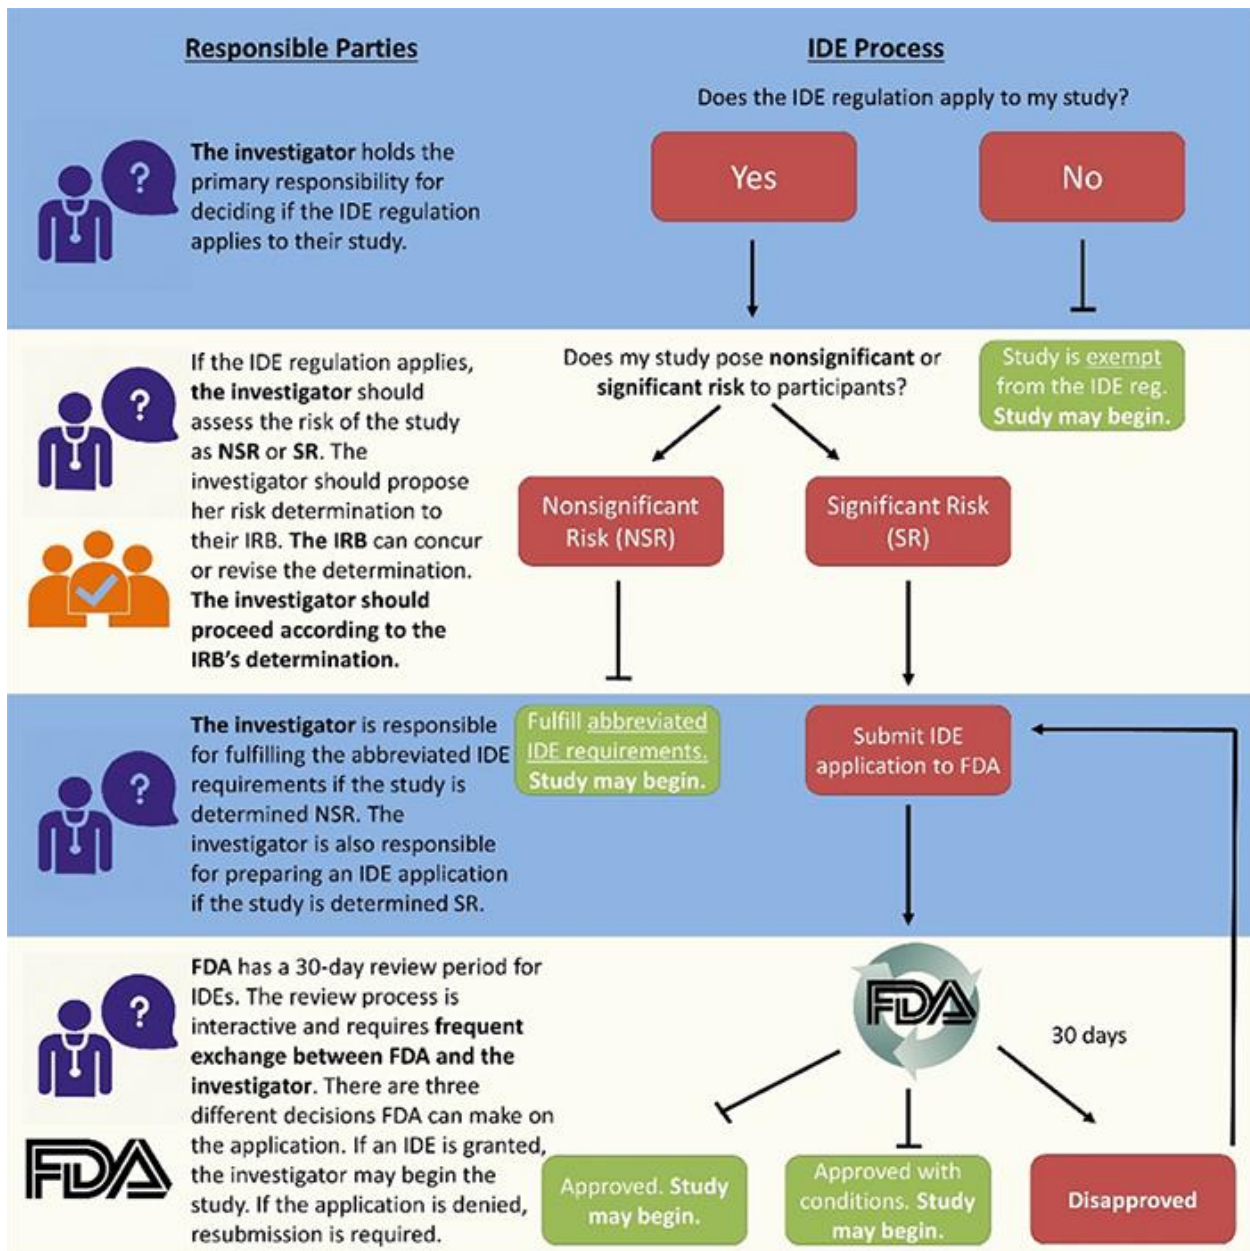 Responsible Parties
IDE Process
Does the IDE regulation apply to my study?
?
The investigator holds the
primary responsibility for
deciding if the IDE regulation
applies to their study.
Yes
No
?
If the IDE regulation applies,
the investigator should
assess the risk of the study
as NSR or SR. The
investigator should propose
her risk determination to
their IRB. The IRB can concur
or revise the determination.
The investigator should
proceed according to the
IRB's determination.
Does my study pose nonsignificant or
significant risk to participants?
Study is exempt
from the IDE reg.
Study may begin.
Nonsignificant
Risk (NSR)
Significant Risk
(SR)
?
The investigator is responsible
for fulfilling the abbreviated IDE
requirements if the study is
determined NSR. The
investigator is also responsible
for preparing an IDE application
if the study is determined SR.
Fulfill abbreviated
IDE requirements.
Study may begin.
Submit IDE
application to FDA
?
FDA
FDA has a 30-day review period for
IDEs. The review process is
interactive and requires frequent
exchange between FDA and the
investigator. There are three
different decisions FDA can make on
the application. If an IDE is granted,
the investigator may begin the
study. If the application is denied,
resubmission is required.
FDA
30 days
Approved. Study
may begin.
Approved with
conditions. Study
may begin.
Disapproved